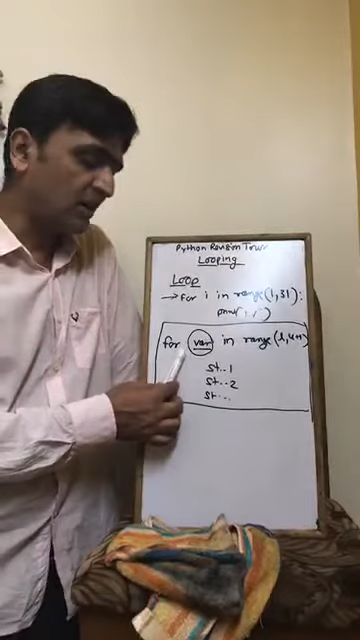 Python Revision Tour
Looping
Loop
→ for i in range(1,31):
print(
for var in range(l,u+1)
st..1
st..2
st...